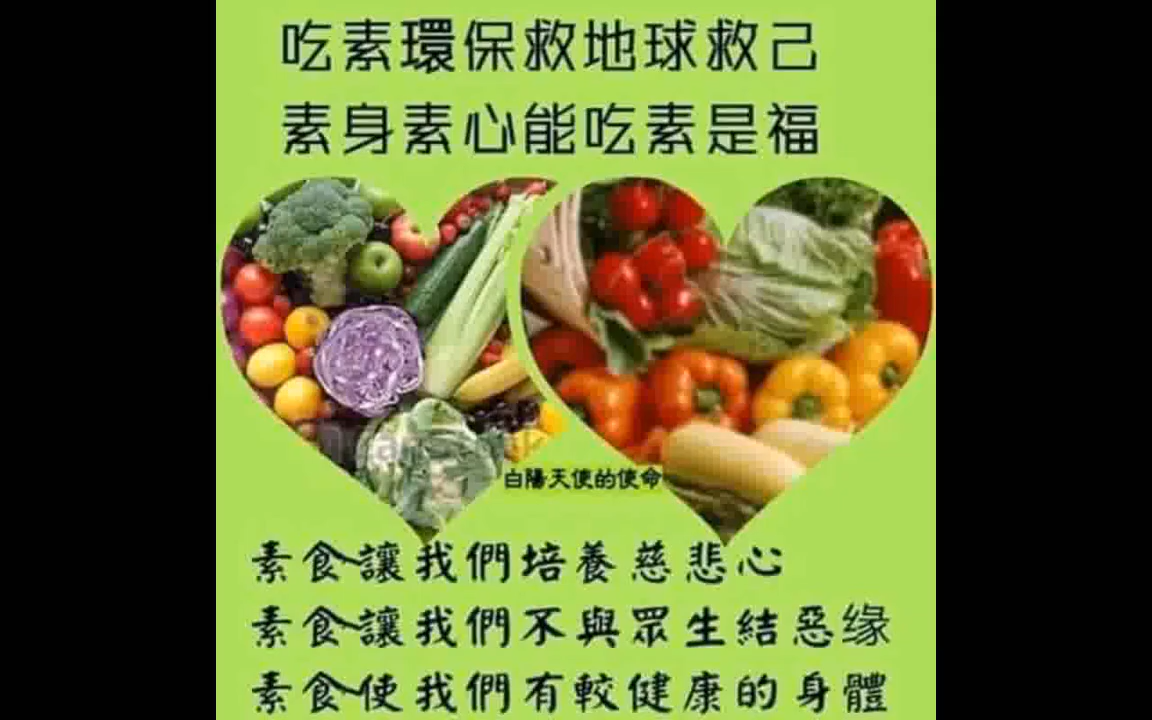 吃素環保救地球救己
素身素心能吃素是福
白陽天使的使命
素食讓我們培養慈悲心
素食讓我們不與眾生結惡缘
素食使我們有較健康的身體